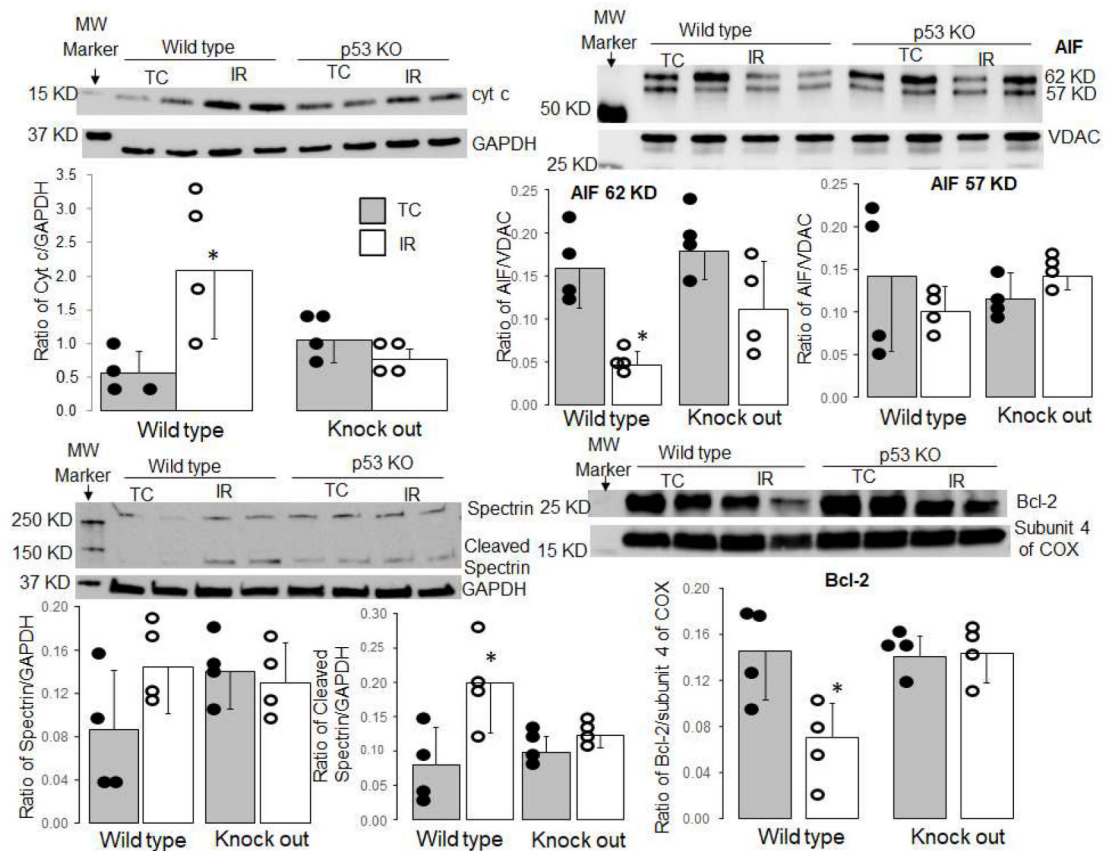 MW
Marker
Wild type
p53 KO
TC
IR
TC
IR
15 KD
cyt c
37 KD
GAPDH
Ratio of Cyt c/GAPDH
3.5
3.0
2.5
2.0
1.5
1.0
0.5
0.0
TC
IR
*
Wild type
Knock out
MW
Marker
Wild type
p53 KO
AIF
TC
IR
TC
IR
62 KD
57 KD
50 KD
VDAC
25 KD
AIF 62 KD
Ratio of AIF/VDAC
0.25
0.20
0.15
0.10
0.05
0.00
*
Wild type
Knock out
AIF 57 KD
Ratio of AIF/VDAC
0.25
0.20
0.15
0.10
0.05
0.00
Wild type
Knock out
MW
Marker
Wild type
p53 KO
TC
IR
TC
IR
Spectrin
250 KD
150 KD
Cleaved
Spectrin
37 KD
GAPDH
Ratio of Spectrin/GAPDH
0.20
0.16
0.12
0.08
0.04
0.00
Wild type
Knock out
Ratio of Cleaved
Spectrin/GAPDH
0.30
0.25
0.20
0.15
0.10
0.05
0.00
*
Wild type
Knock out
MW
Marker
Wild type
p53 KO
TC
IR
TC
IR
25 KD
Bcl-2
15 KD
Subunit 4
of COX
Bcl-2
Ratio of Bcl-2/subunit 4 of COX
0.20
0.16
0.12
0.08
0.04
0.00
*
Wild type
Knock out